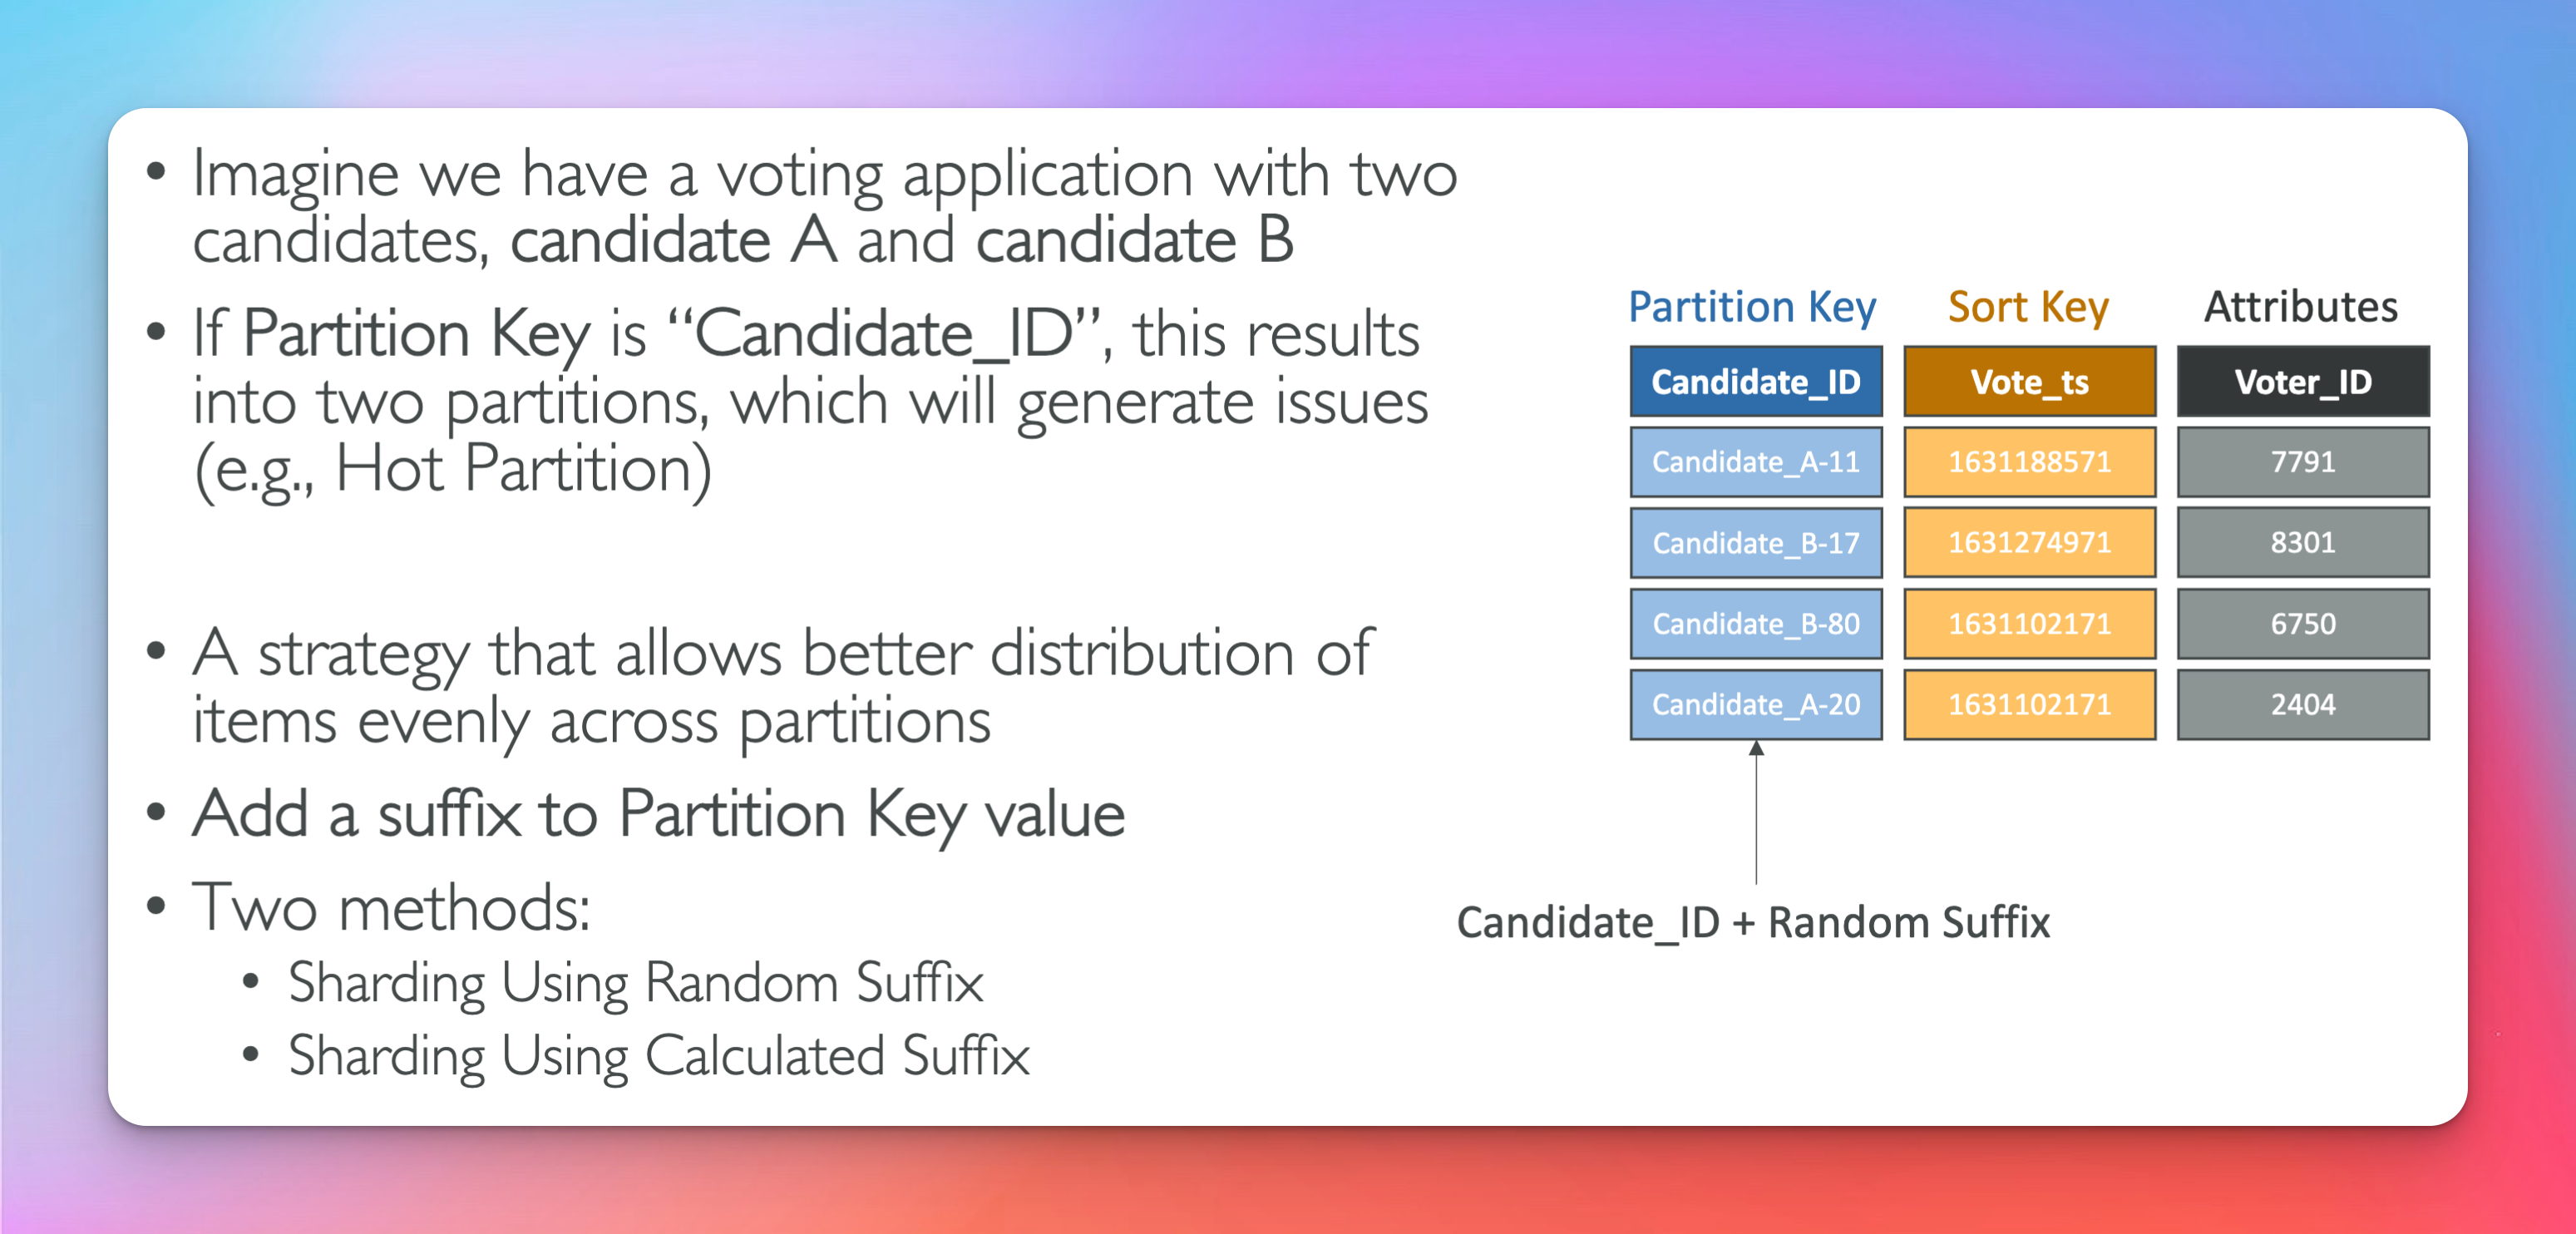 • Imagine we have a voting application with two
candidates, candidate A and candidate B
• If Partition Key is “Candidate_ID”, this results
into two partitions, which will generate issues
(e.g., Hot Partition)
• A strategy that allows better distribution of
items evenly across partitions
• Add a suffix to Partition Key value
• Two methods:
• Sharding Using Random Suffix
• Sharding Using Calculated Suffix
Partition Key Sort Key Attributes
Candidate_ID Vote_ts Voter_ID
Candidate_A-11 1631188571 7791
Candidate_B-17 1631274971 8301
Candidate_B-80 1631102171 6750
Candidate_A-20 1631102171 2404
Candidate_ID + Random Suffix